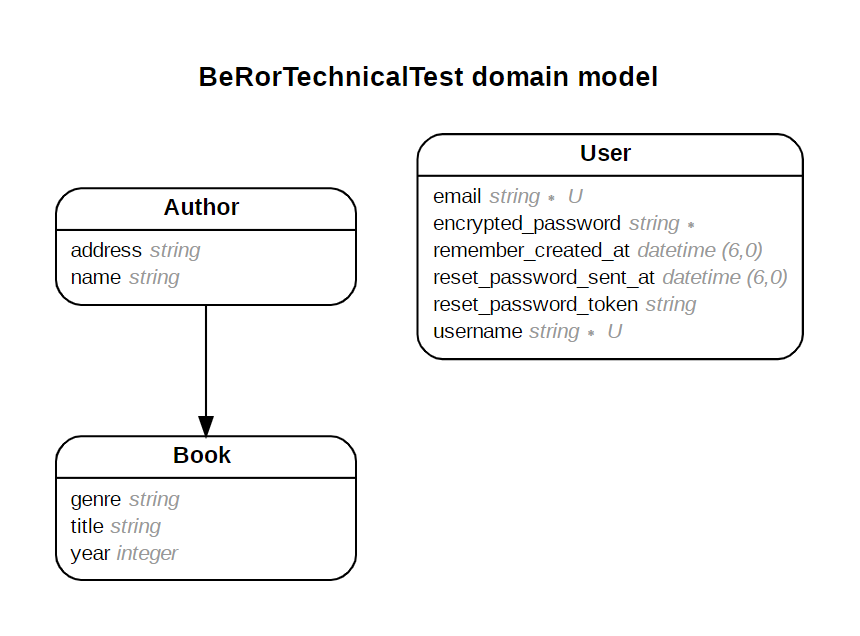 BeRorTechnicalTest domain model
Author
address string
name string
User
email string * U
encrypted_password string *
remember_created_at datetime (6,0)
reset_password_sent_at datetime (6,0)
reset_password_token string
username string * U
Book
genre string
title string
year integer